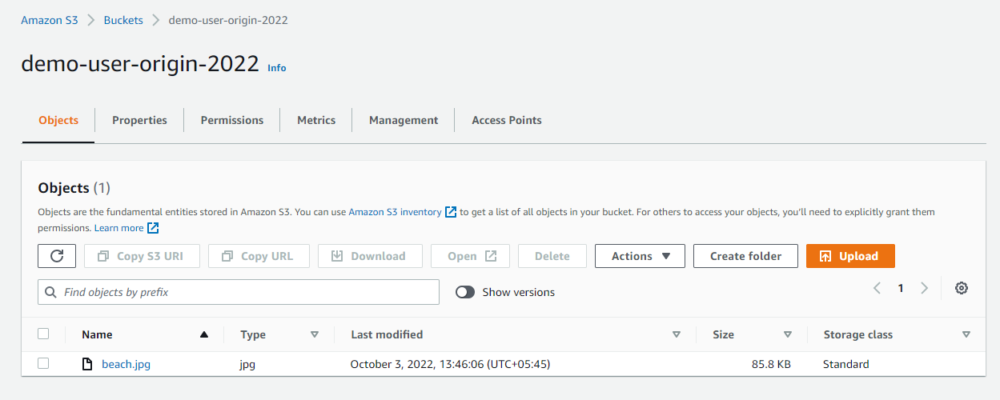 Amazon S3 > Buckets > demo-user-origin-2022
demo-user-origin-2022 Info
Objects Properties Permissions Metrics Management Access Points
Objects (1)
Objects are the fundamental entities stored in Amazon S3. You can use Amazon S3 inventory to get a list of all objects in your bucket. For others to access your objects, you'll need to explicitly grant them
permissions. Learn more
Copy S3 URI Copy URL Download Open Delete Actions Create folder Upload
Find objects by prefix Show versions 1
Name Type Last modified Size Storage class
beach.jpg jpg October 3, 2022, 13:46:06 (UTC+05:45) 85.8 KB Standard